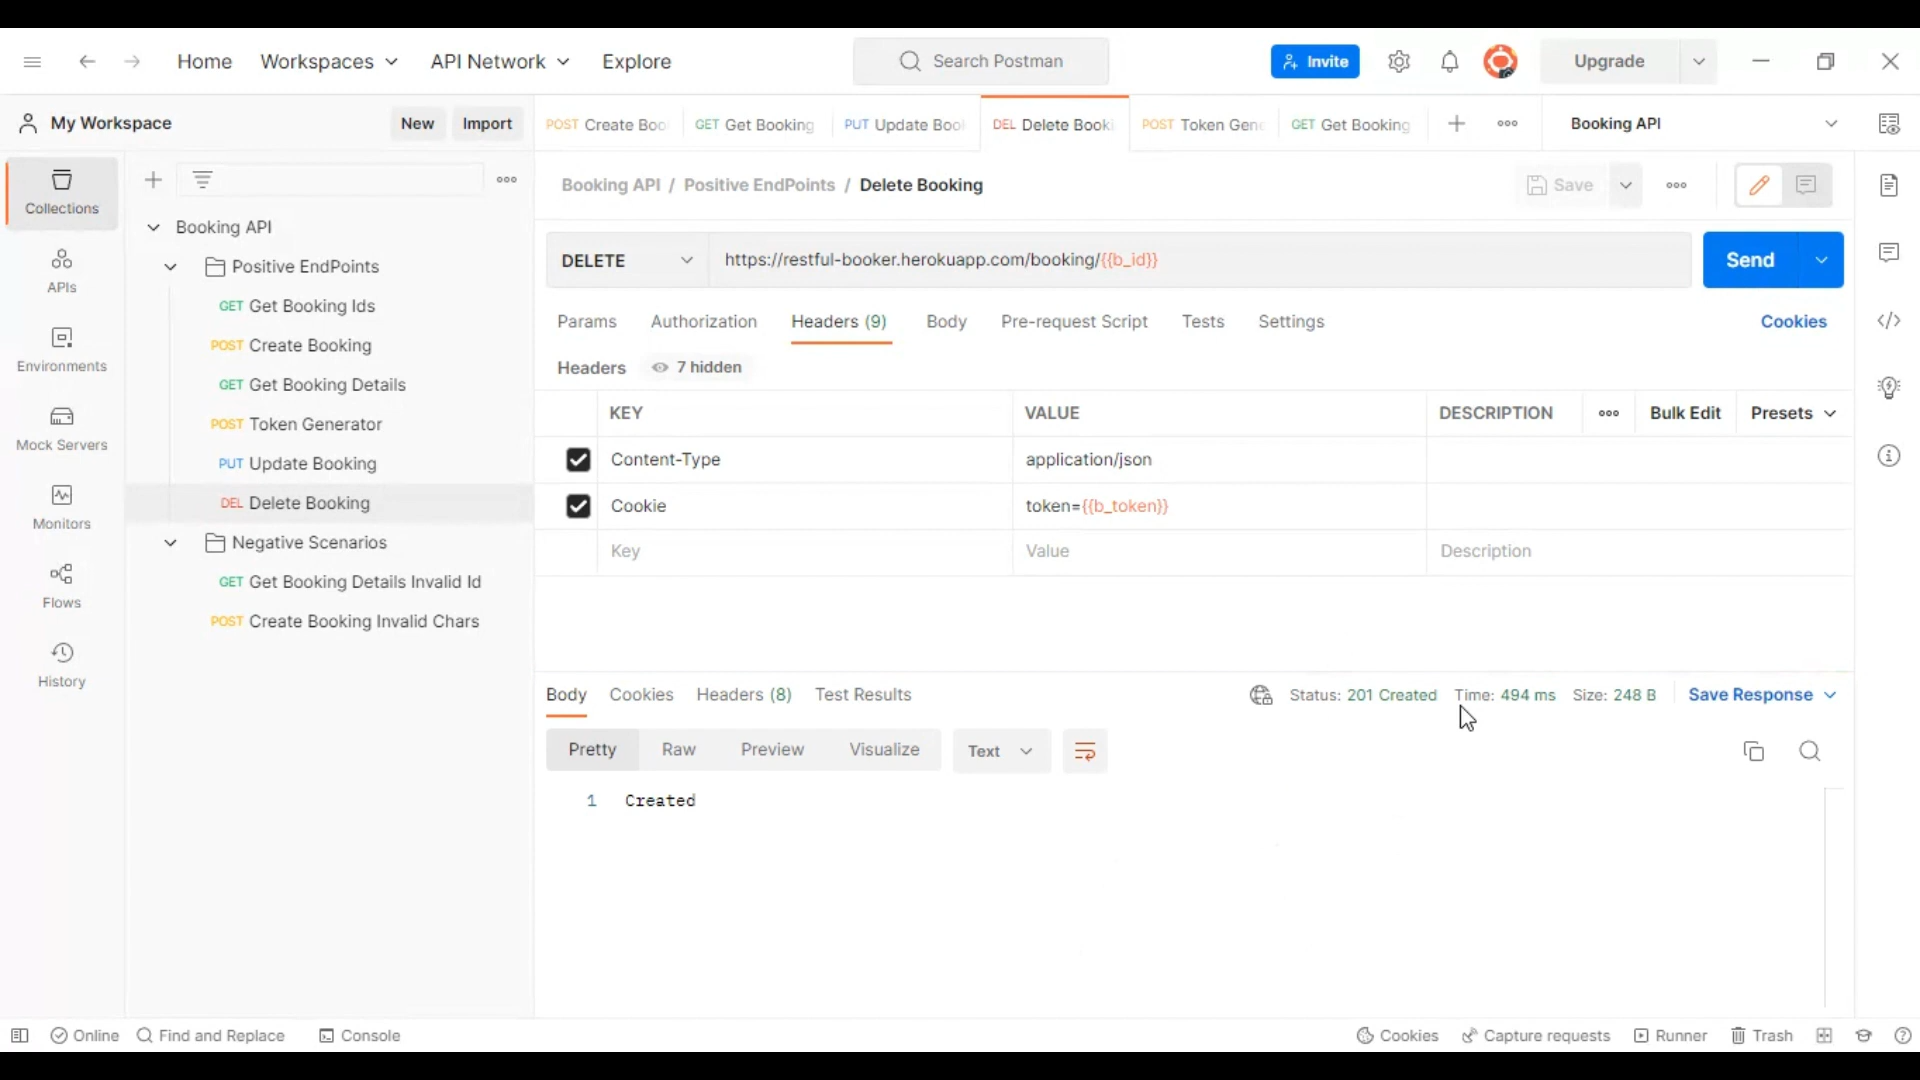 Home Workspaces API Network Explore Search Postman Invite Upgrade
My Workspace New Import POST Create Boo GET Get Booking PUT Update Boo DEL Delete Booki POST Token Gene GET Get Booking Booking API
Collections
APIs
Environments
Mock Servers
Monitors
Flows
History
Booking API
Positive EndPoints
GET Get Booking Ids
POST Create Booking
GET Get Booking Details
POST Token Generator
PUT Update Booking
DEL Delete Booking
Negative Scenarios
GET Get Booking Details Invalid Id
POST Create Booking Invalid Chars
Booking API / Positive EndPoints / Delete Booking Save
DELETE https://restful-booker.herokuapp.com/booking/{{b_id}} Send
Params Authorization Headers (9) Body Pre-request Script Tests Settings Cookies
Headers 7 hidden
KEY VALUE DESCRIPTION Bulk Edit Presets
Content-Type application/json
Cookie token={{b_token}}
Key Value Description
Body Cookies Headers (8) Test Results Status: 201 Created Time: 494 ms Size: 248 B Save Response
Pretty Raw Preview Visualize Text
1 Created
Online Find and Replace Console Cookies Capture requests Runner Trash